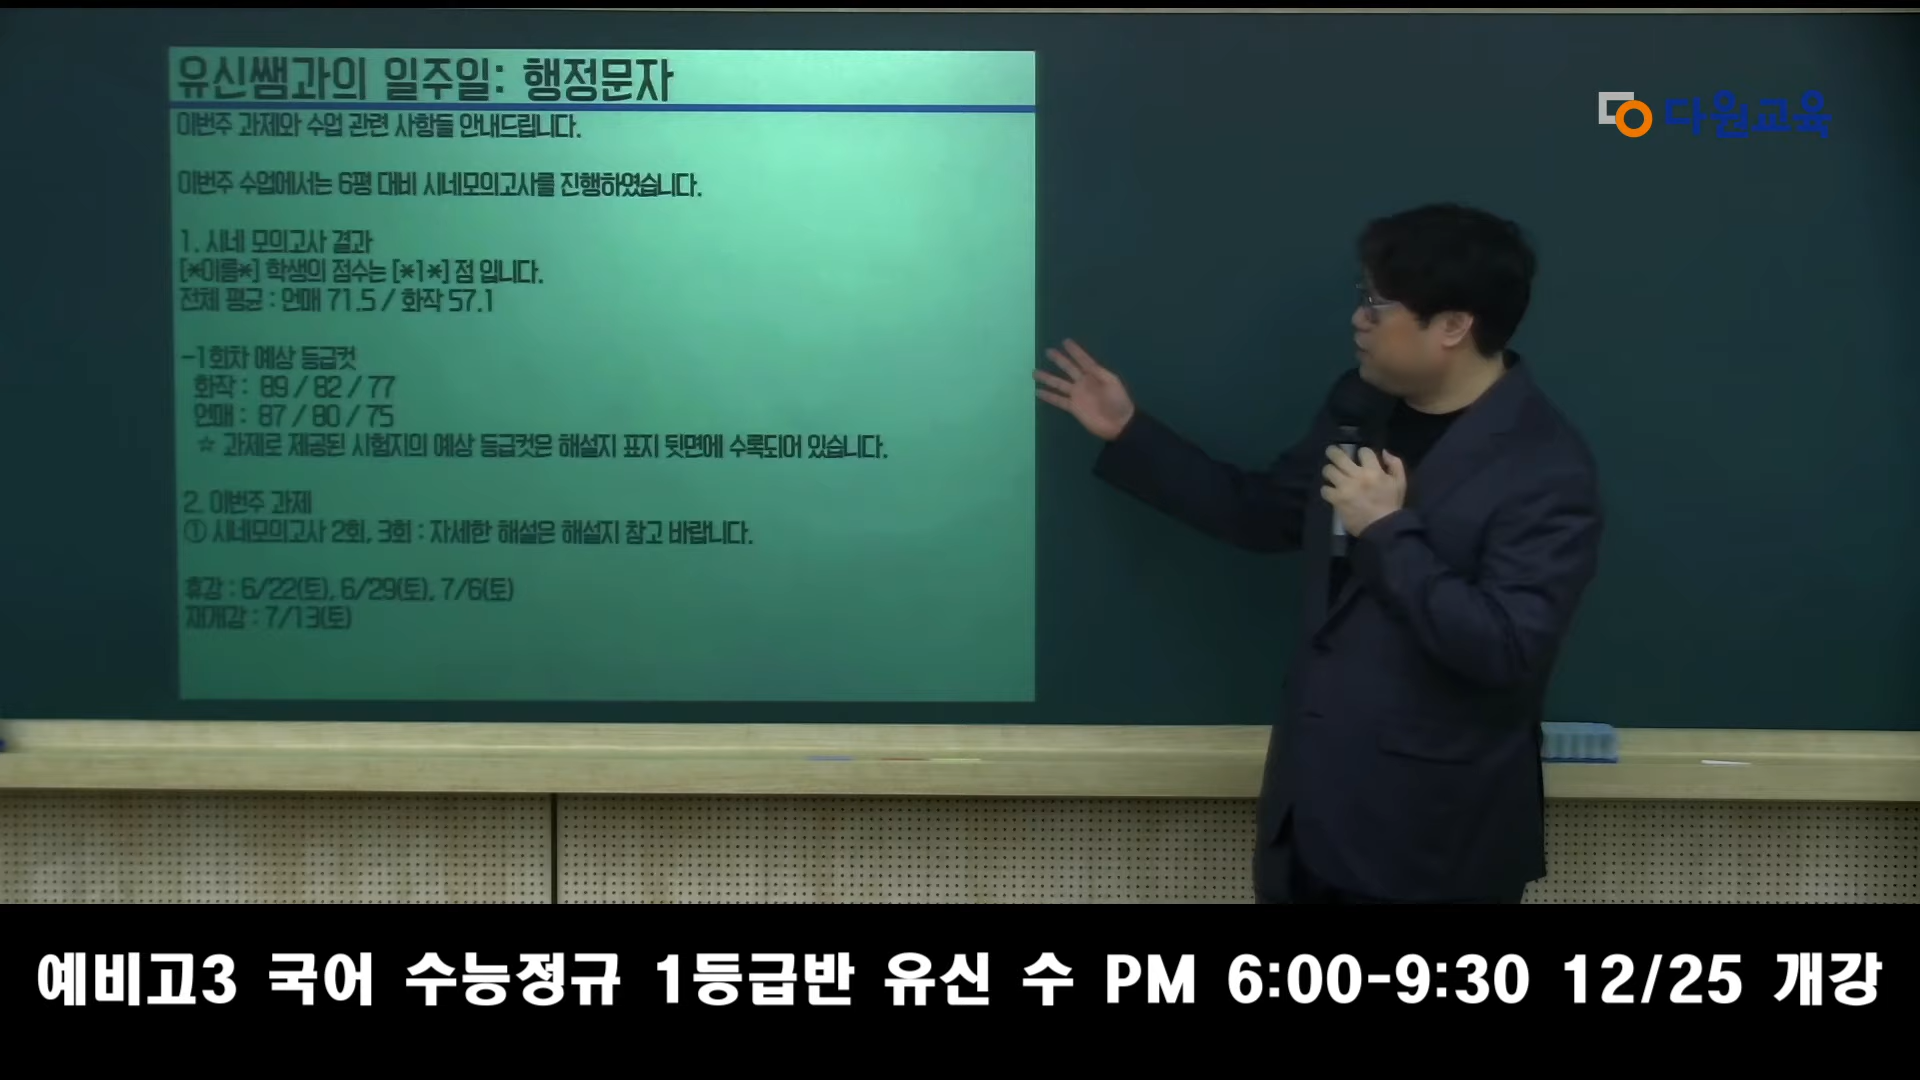 유신쌤과의 일주일: 행정문자
이번주 과제와 수업 관련 사항들 안내드립니다.
이번주 수업에서는 6평 대비 시네모의고사를 진행하였습니다.
1. 시네 모의고사 결과
[*이름*] 학생의 점수는 [*1*] 점 입니다.
전체 평균 : 언매 71.5 / 화작 57.1
-1회차 예상 등급컷
화작 : 89 / 82 / 77
언매 : 87 / 80 / 75
☆ 과제로 제공된 시험지의 예상 등급컷은 해설지 표지 뒷면에 수록되어 있습니다.
2. 이번주 과제
① 시네모의고사 2회, 3회 : 자세한 해설은 해설지 참고 바랍니다.
휴강 : 6/22(토), 6/29(토), 7/6(토)
재개강 : 7/13(토)
다원교육
예비고3 국어 수능정규 1등급반 유신 수 PM 6:00-9:30 12/25 개강